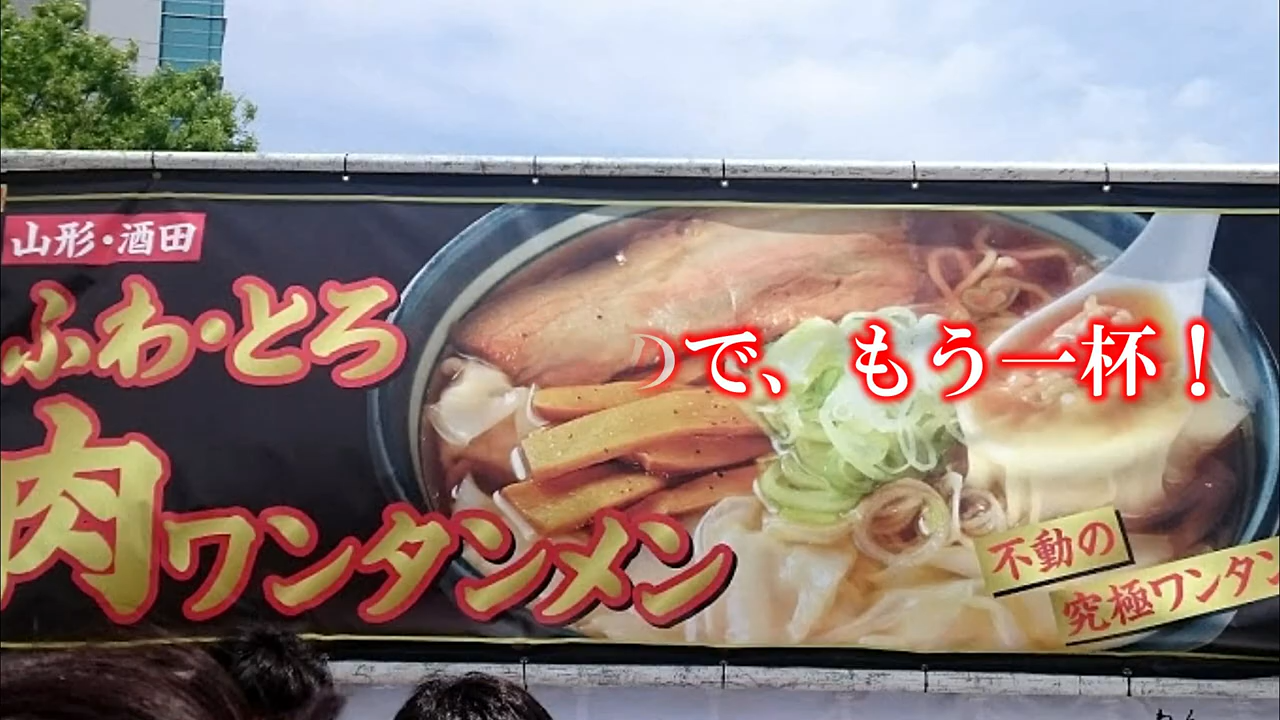 山形・酒田
ふわ・とろ
肉ワンタンメン
ので、もう一杯！
不動の
究極ワンタン